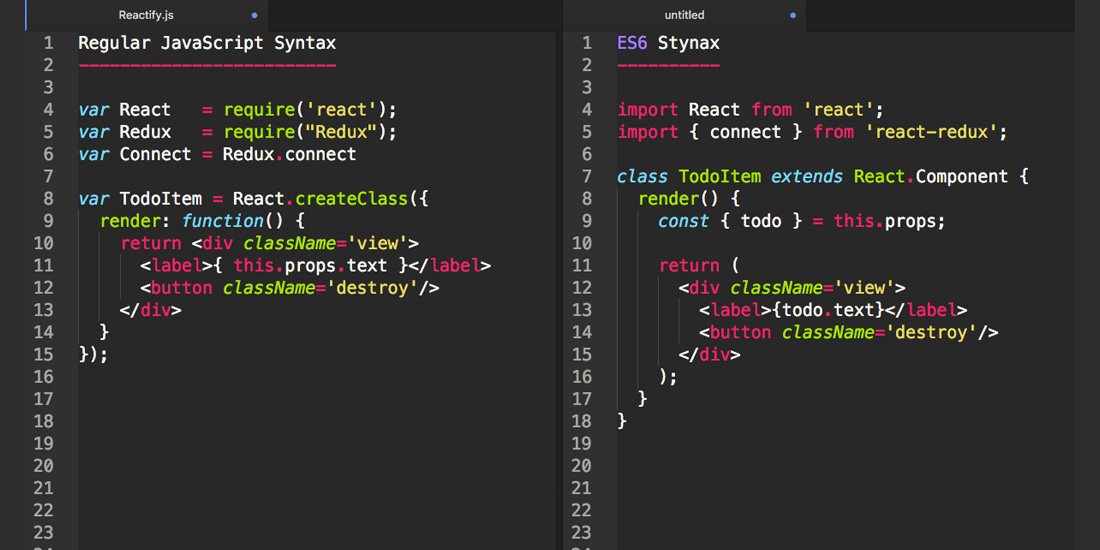 Reactify.js
1 Regular JavaScript Syntax
2 -------------------------
3
4 var React   = require('react');
5 var Redux   = require("Redux");
6 var Connect = Redux.connect
7
8 var TodoItem = React.createClass({
9   render: function() {
10     return <div className='view'>
11       <label>{ this.props.text }</label>
12       <button className='destroy'/>
13     </div>
14   }
15 });
16
17
18
19
20
21
22
23
untitled
1 ES6 Stynax
2 ----------
3
4 import React from 'react';
5 import { connect } from 'react-redux';
6
7 class TodoItem extends React.Component {
8   render() {
9     const { todo } = this.props;
10
11     return (
12       <div className='view'>
13         <label>{todo.text}</label>
14         <button className='destroy'/>
15       </div>
16     );
17   }
18 }
19
20
21
22
23